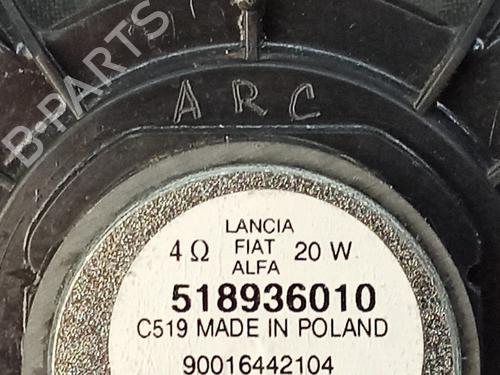 B-PARTS
ARC
LANCIA
4 Ω FIAT 20 W
ALFA
518936010
C519 MADE IN POLAND
90016442104